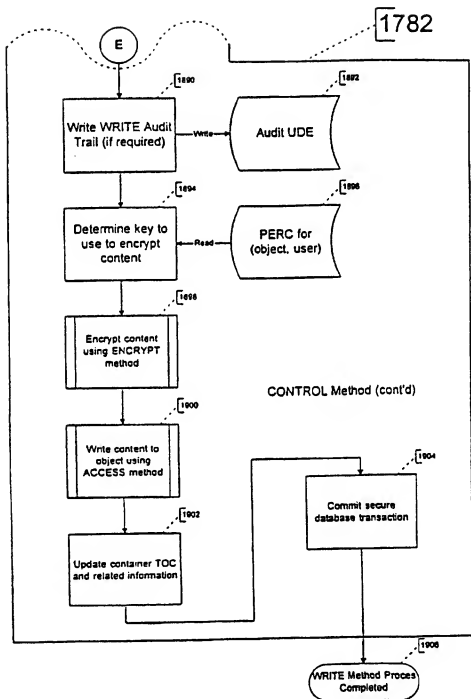 1782
E
1890
Write WRITE Audit
Trail (if required)
Write
1892
Audit UDE
1894
Determine key to
use to encrypt
content
Read
1896
PERC for
(object, user)
1898
Encrypt content
using ENCRYPT
method
CONTROL Method (cont'd)
1900
Write content to
object using
ACCESS method
1904
Commit secure
database transaction
1902
Update container TOC
and related information
1906
WRITE Method Proces
Completed